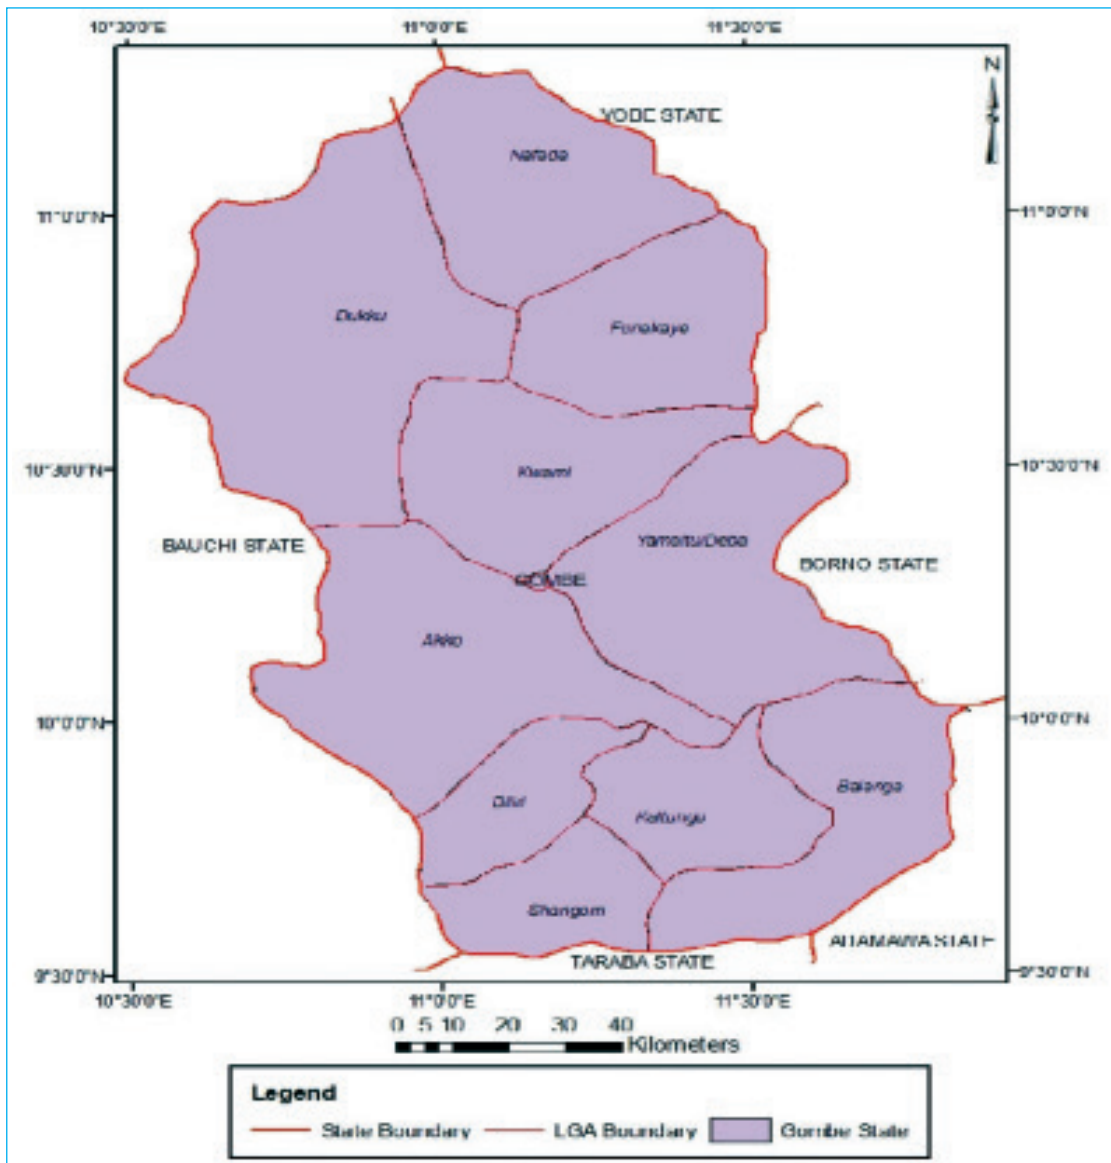 10°30'0"E 11°0'0"E 11°30'0"E
N
YOBE STATE
Nafada
11°0'0"N 11°0'0"N
Dukku
Funakaye
10°30'0"N Kwami 10°30'0"N
Yamaltu/Deba
BAUCHI STATE
BORNO STATE
GOMBE
Akko
10°0'0"N 10°0'0"N
Balanga
Billiri
Kaltungo
Shongom
ADAMAWA STATE
TARABA STATE
9°30'0"N 9°30'0"N
10°30'0"E 11°0'0"E 11°30'0"E
0 5 10 20 30 40
Kilometers
Legend
State Boundary LGA Boundary Gombe State